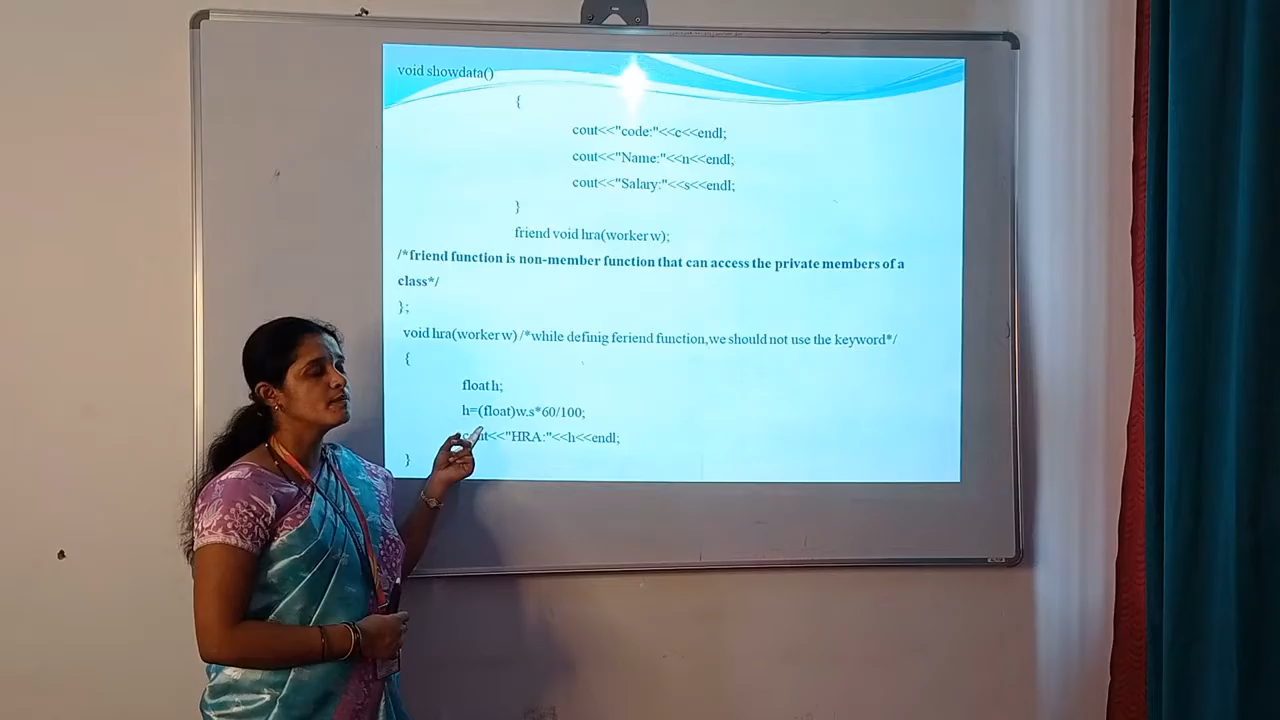 void showdata()
{
cout<<"code:"<<c<<endl;
cout<<"Name:"<<n<<endl;
cout<<"Salary:"<<s<<endl;
}
friend void hra(worker w);
/*friend function is non-member function that can access the private members of a
class*/
};
void hra(worker w) /*while definig feriend function,we should not use the keyword*/
{
float h;
h=(float)w.s*60/100;
cout<<"HRA:"<<h<<endl;
}